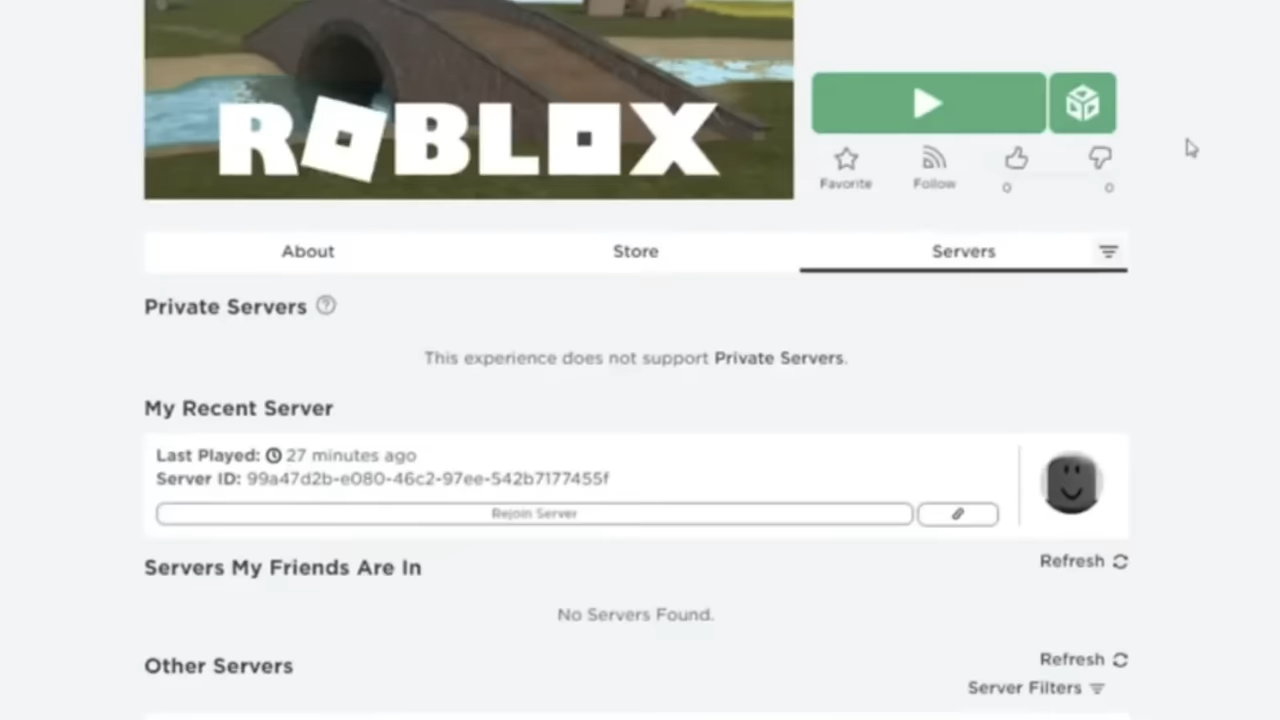 ROBLOX
Favorite
Follow
0
0
About
Store
Servers
Private Servers
This experience does not support Private Servers.
My Recent Server
Last Played: 27 minutes ago
Server ID: 99a47d2b-e080-46c2-97ee-542b7177455f
Rejoin Server
Servers My Friends Are In
Refresh
No Servers Found.
Other Servers
Refresh
Server Filters